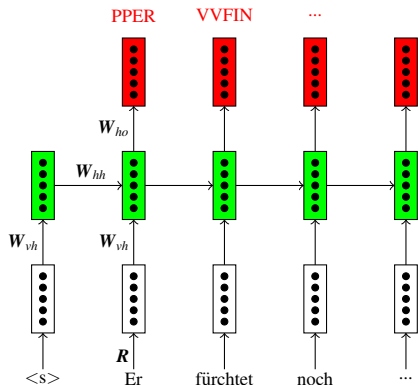 PPER VVFIN ...
W_ho
W_hh
W_vh W_vh
R
<s> Er fürchtet noch ...